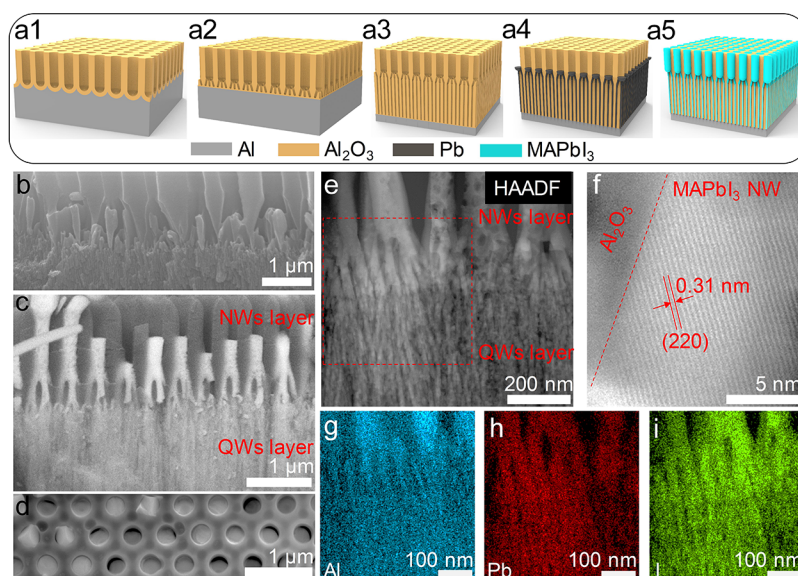 a1 a2 a3 a4 a5
Al Al₂O₃ Pb MAPbI₃
b
1 μm
c
NWs layer
QWs layer
1 μm
d
1 μm
e
HAADF
NWs layer
QWs layer
200 nm
f
MAPbI₃ NW
Al₂O₃
0.31 nm
(220)
5 nm
g
Al
100 nm
h
Pb
100 nm
i
I
100 nm